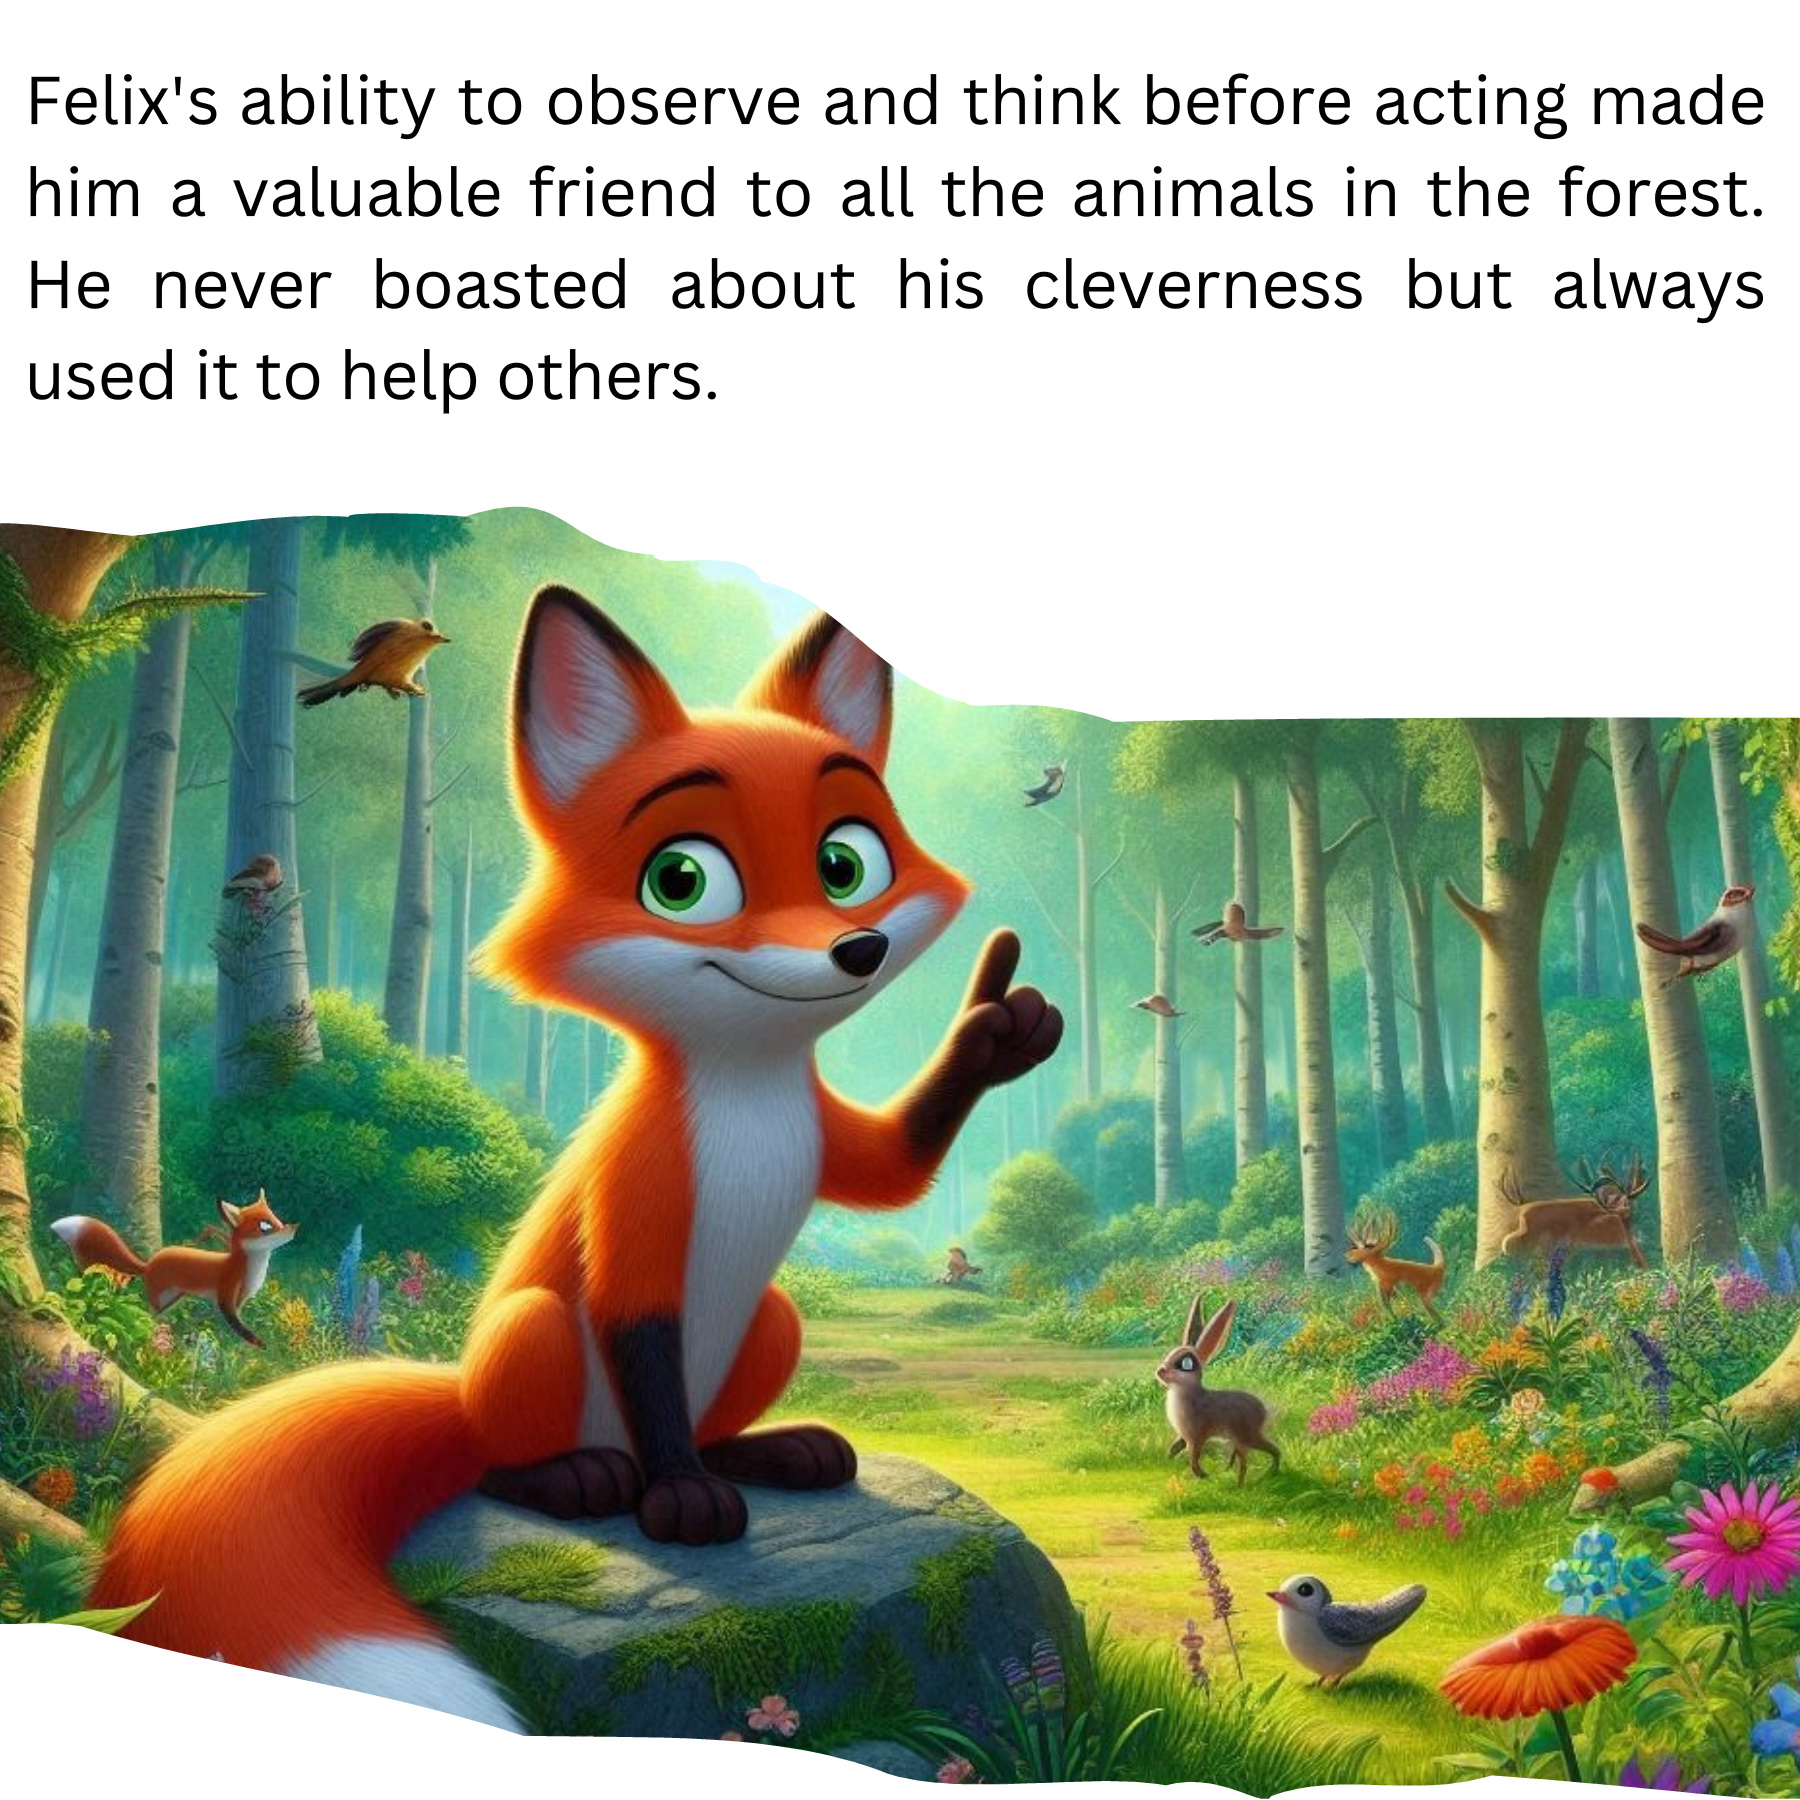 Felix's ability to observe and think before acting made
him a valuable friend to all the animals in the forest.
He never boasted about his cleverness but always
used it to help others.